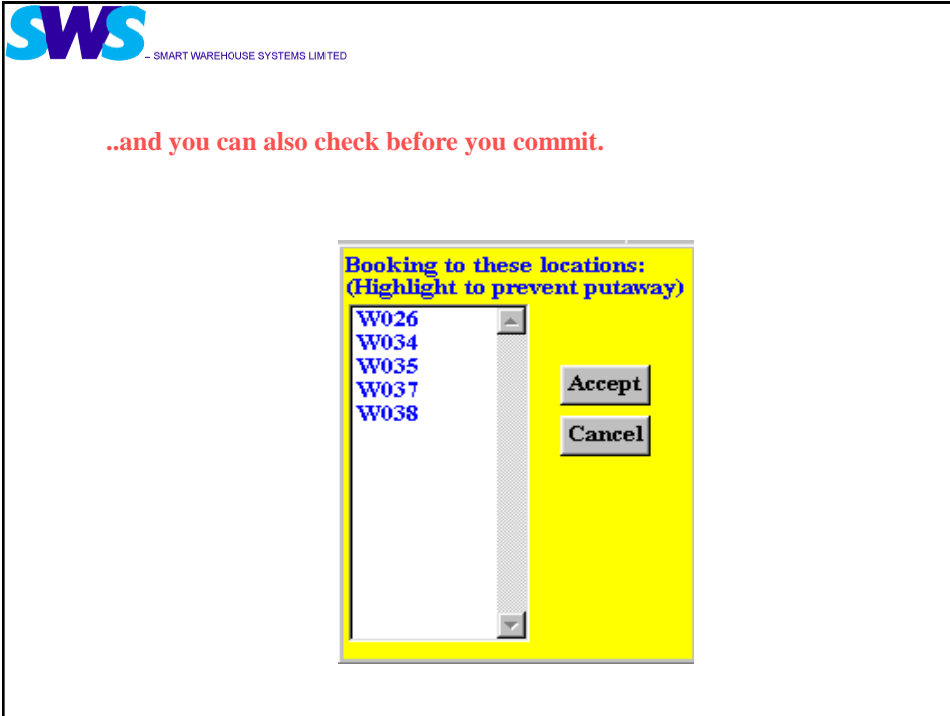 SWS
– SMART WAREHOUSE SYSTEMS LIMITED
..and you can also check before you commit.
Booking to these locations:
(Highlight to prevent putaway)
W026
W034
W035
W037
W038
Accept
Cancel